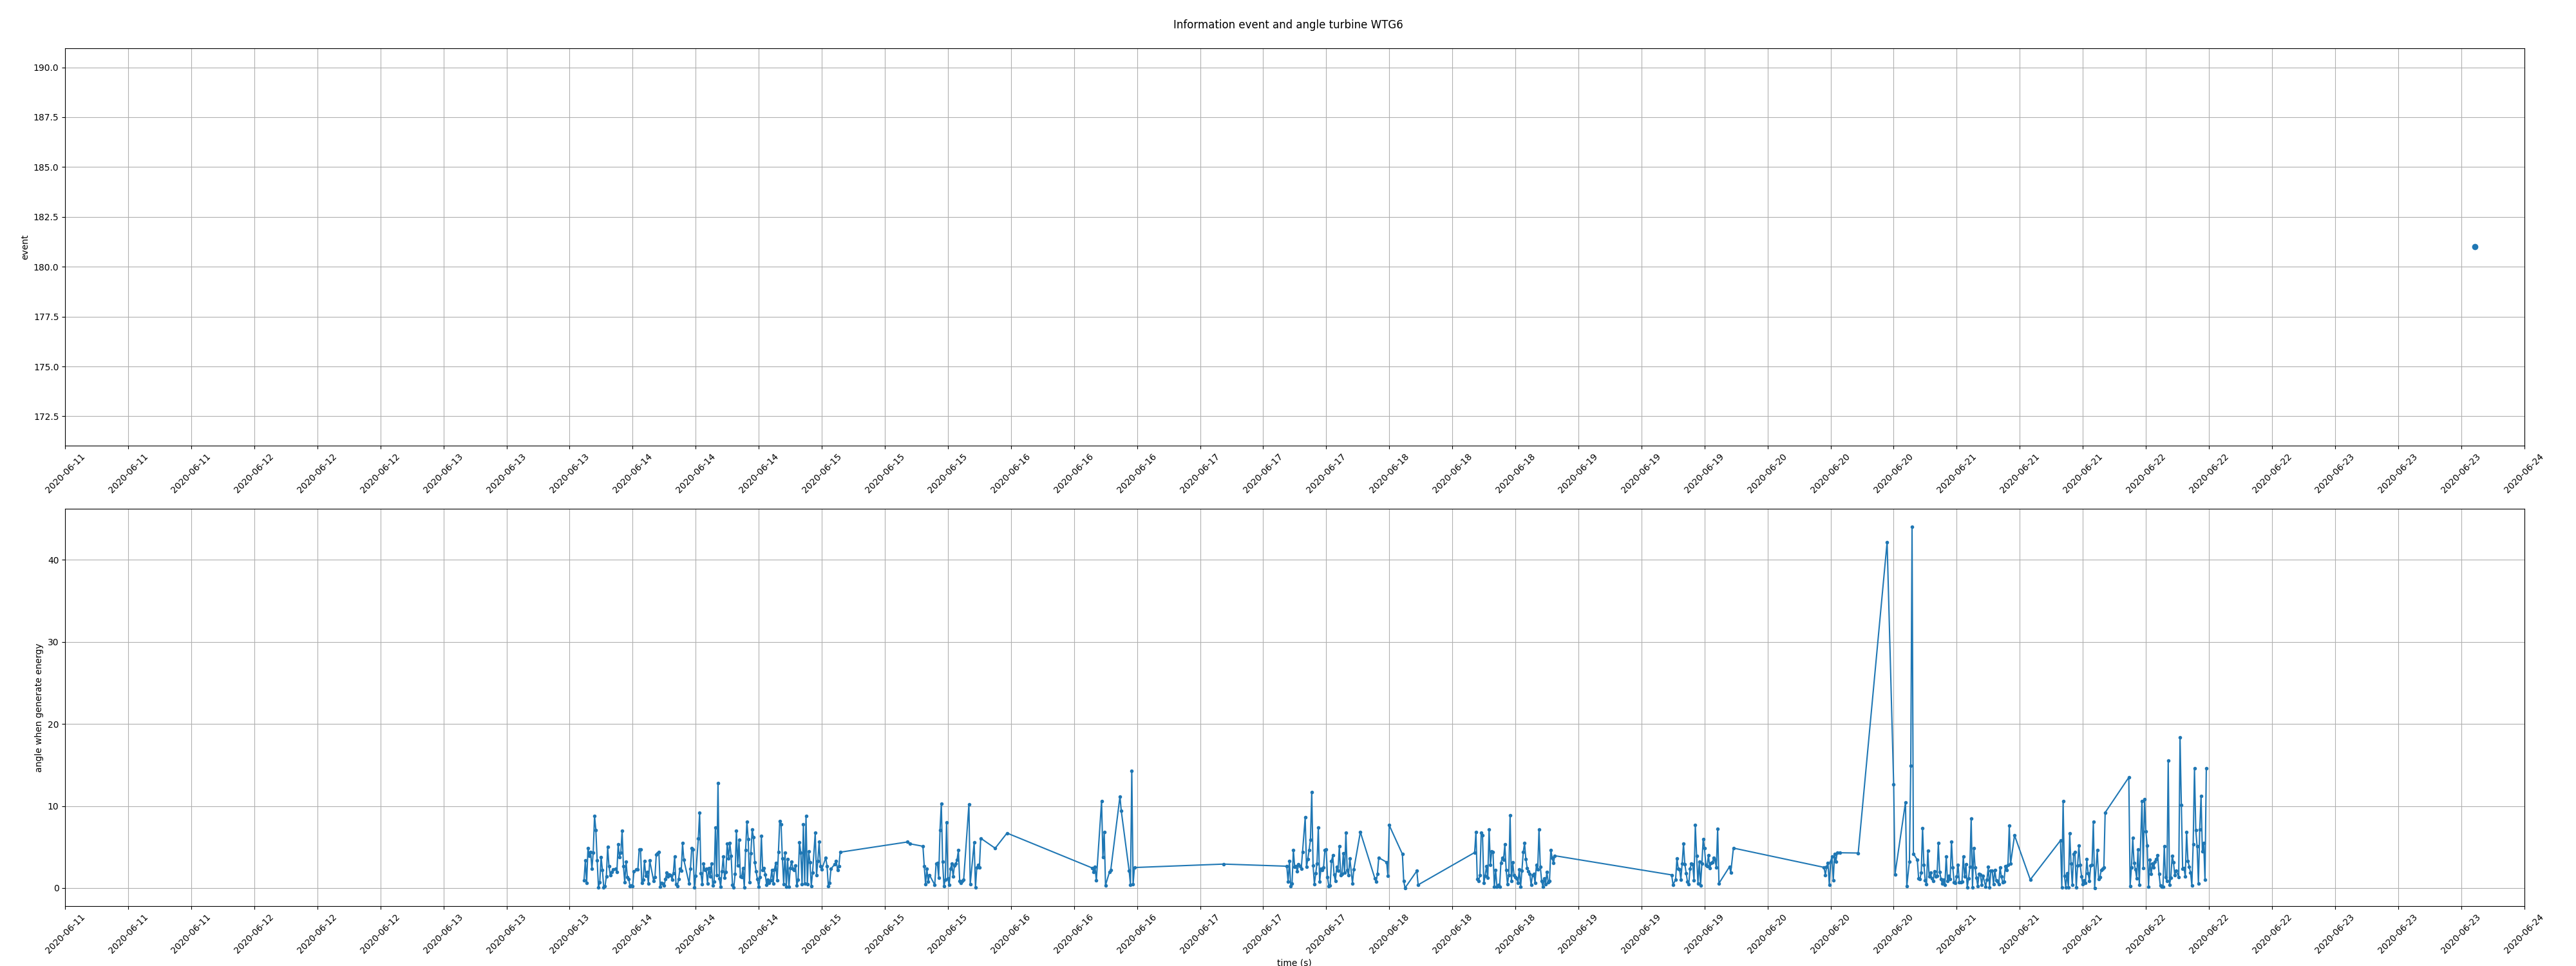 Information event and angle turbine WTG6
190.0
187.5
185.0
182.5
180.0
177.5
175.0
172.5
event
2020-06-11 2020-06-11 2020-06-11 2020-06-12 2020-06-12 2020-06-12 2020-06-13 2020-06-13 2020-06-13 2020-06-14 2020-06-14 2020-06-14 2020-06-15 2020-06-15 2020-06-15 2020-06-16 2020-06-16 2020-06-16 2020-06-17 2020-06-17 2020-06-17 2020-06-18 2020-06-18 2020-06-18 2020-06-19 2020-06-19 2020-06-19 2020-06-20 2020-06-20 2020-06-20 2020-06-21 2020-06-21 2020-06-21 2020-06-22 2020-06-22 2020-06-22 2020-06-23 2020-06-23 2020-06-23 2020-06-24
40
30
20
10
0
angle when generate energy
2020-06-11 2020-06-11 2020-06-11 2020-06-12 2020-06-12 2020-06-12 2020-06-13 2020-06-13 2020-06-13 2020-06-14 2020-06-14 2020-06-14 2020-06-15 2020-06-15 2020-06-15 2020-06-16 2020-06-16 2020-06-16 2020-06-17 2020-06-17 2020-06-17 2020-06-18 2020-06-18 2020-06-18 2020-06-19 2020-06-19 2020-06-19 2020-06-20 2020-06-20 2020-06-20 2020-06-21 2020-06-21 2020-06-21 2020-06-22 2020-06-22 2020-06-22 2020-06-23 2020-06-23 2020-06-23 2020-06-24
time (s)